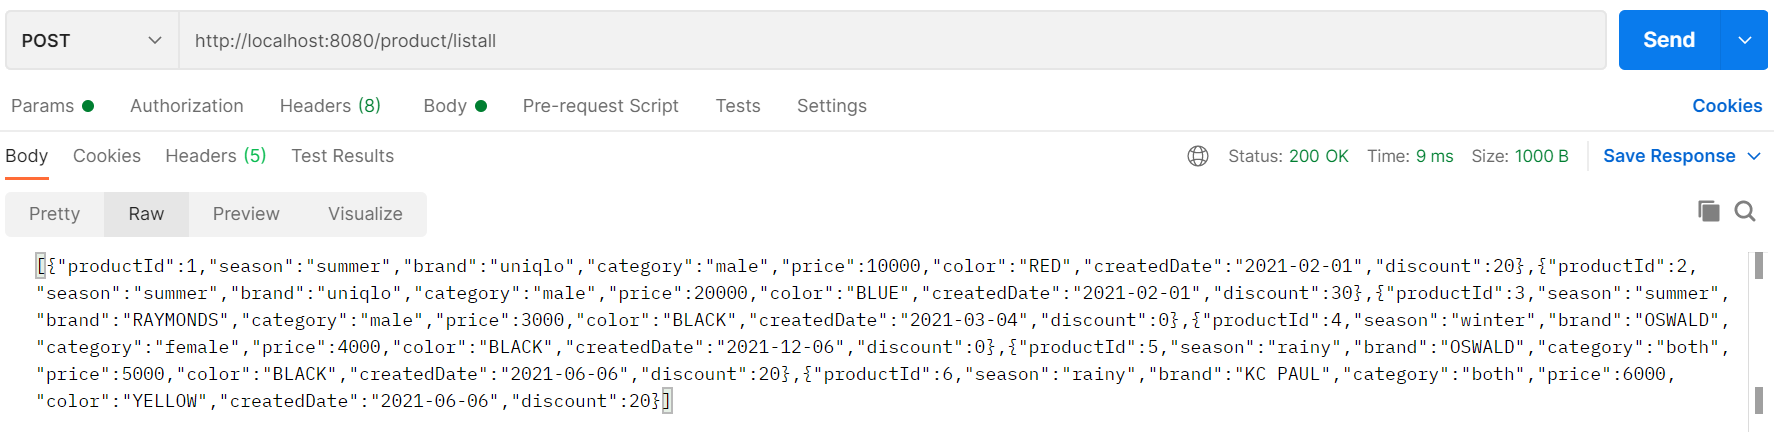 POST http://localhost:8080/product/listall Send
Params Authorization Headers (8) Body Pre-request Script Tests Settings Cookies
Body Cookies Headers (5) Test Results Status: 200 OK Time: 9 ms Size: 1000 B Save Response
Pretty Raw Preview Visualize
[{"productId":1,"season":"summer","brand":"uniqlo","category":"male","price":10000,"color":"RED","createdDate":"2021-02-01","discount":20},{"productId":2,
"season":"summer","brand":"uniqlo","category":"male","price":20000,"color":"BLUE","createdDate":"2021-02-01","discount":30},{"productId":3,"season":"summer",
"brand":"RAYMONDS","category":"male","price":3000,"color":"BLACK","createdDate":"2021-03-04","discount":0},{"productId":4,"season":"winter","brand":"OSWALD",
"category":"female","price":4000,"color":"BLACK","createdDate":"2021-12-06","discount":0},{"productId":5,"season":"rainy","brand":"OSWALD","category":"both",
"price":5000,"color":"BLACK","createdDate":"2021-06-06","discount":20},{"productId":6,"season":"rainy","brand":"KC PAUL","category":"both","price":6000,
"color":"YELLOW","createdDate":"2021-06-06","discount":20}]